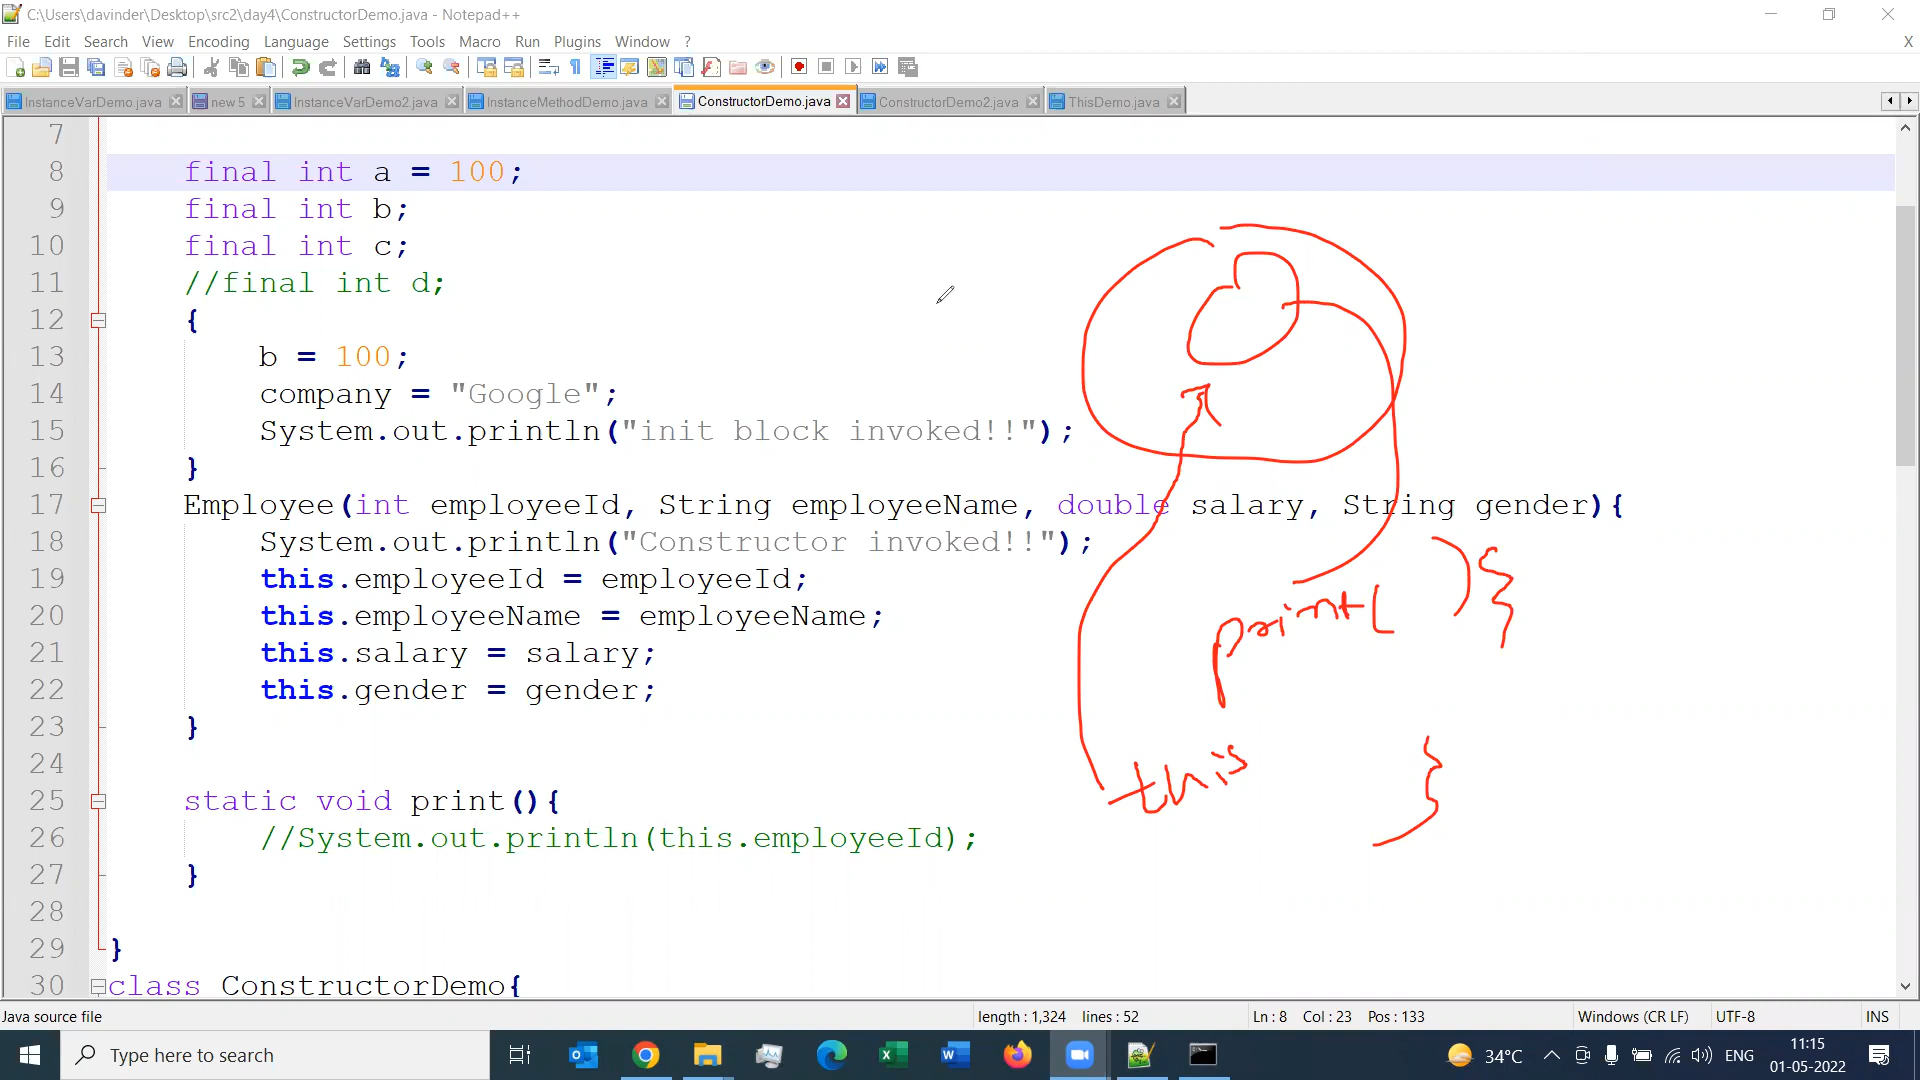 C:\Users\davinder\Desktop\src2\day4\ConstructorDemo.java - Notepad++
File Edit Search View Encoding Language Settings Tools Macro Run Plugins Window ? X
InstanceVarDemo.java new 5 InstanceVarDemo2.java InstanceMethodDemo.java ConstructorDemo.java ConstructorDemo2.java ThisDemo.java
7
8 final int a = 100;
9 final int b;
10 final int c;
11 //final int d;
12 {
13 b = 100;
14 company = "Google";
15 System.out.println("init block invoked!!");
16 }
17 Employee(int employeeId, String employeeName, double salary, String gender){
18 System.out.println("Constructor invoked!!");
19 this.employeeId = employeeId;
20 this.employeeName = employeeName;
21 this.salary = salary;
22 this.gender = gender;
23 }
24
25 static void print(){
26 //System.out.println(this.employeeId);
27 }
28
29 }
30 class ConstructorDemo{
print( ) {
this }
Java source file length : 1,324 lines : 52 Ln : 8 Col : 23 Pos : 133 Windows (CR LF) UTF-8 INS
Type here to search 34°C ENG 11:15
01-05-2022